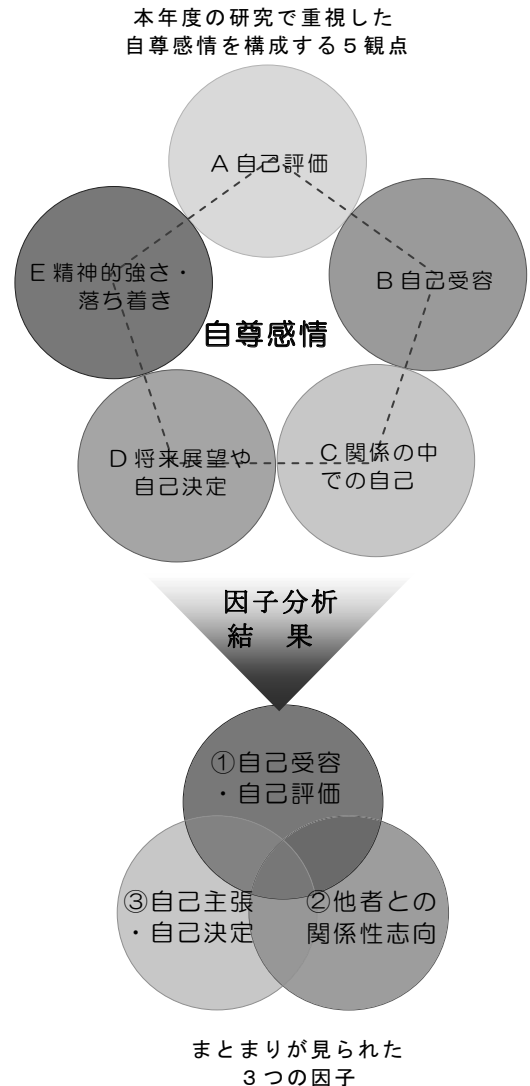 本年度の研究で重視した
自尊感情を構成する５観点
A 自己評価
B 自己受容
E 精神的強さ・
落ち着き
自尊感情
D 将来展望や
自己決定
C 関係の中
での自己
因子分析
結　果
①自己受容
・自己評価
③自己主張
・自己決定
②他者との
関係性志向
まとまりが見られた
３つの因子